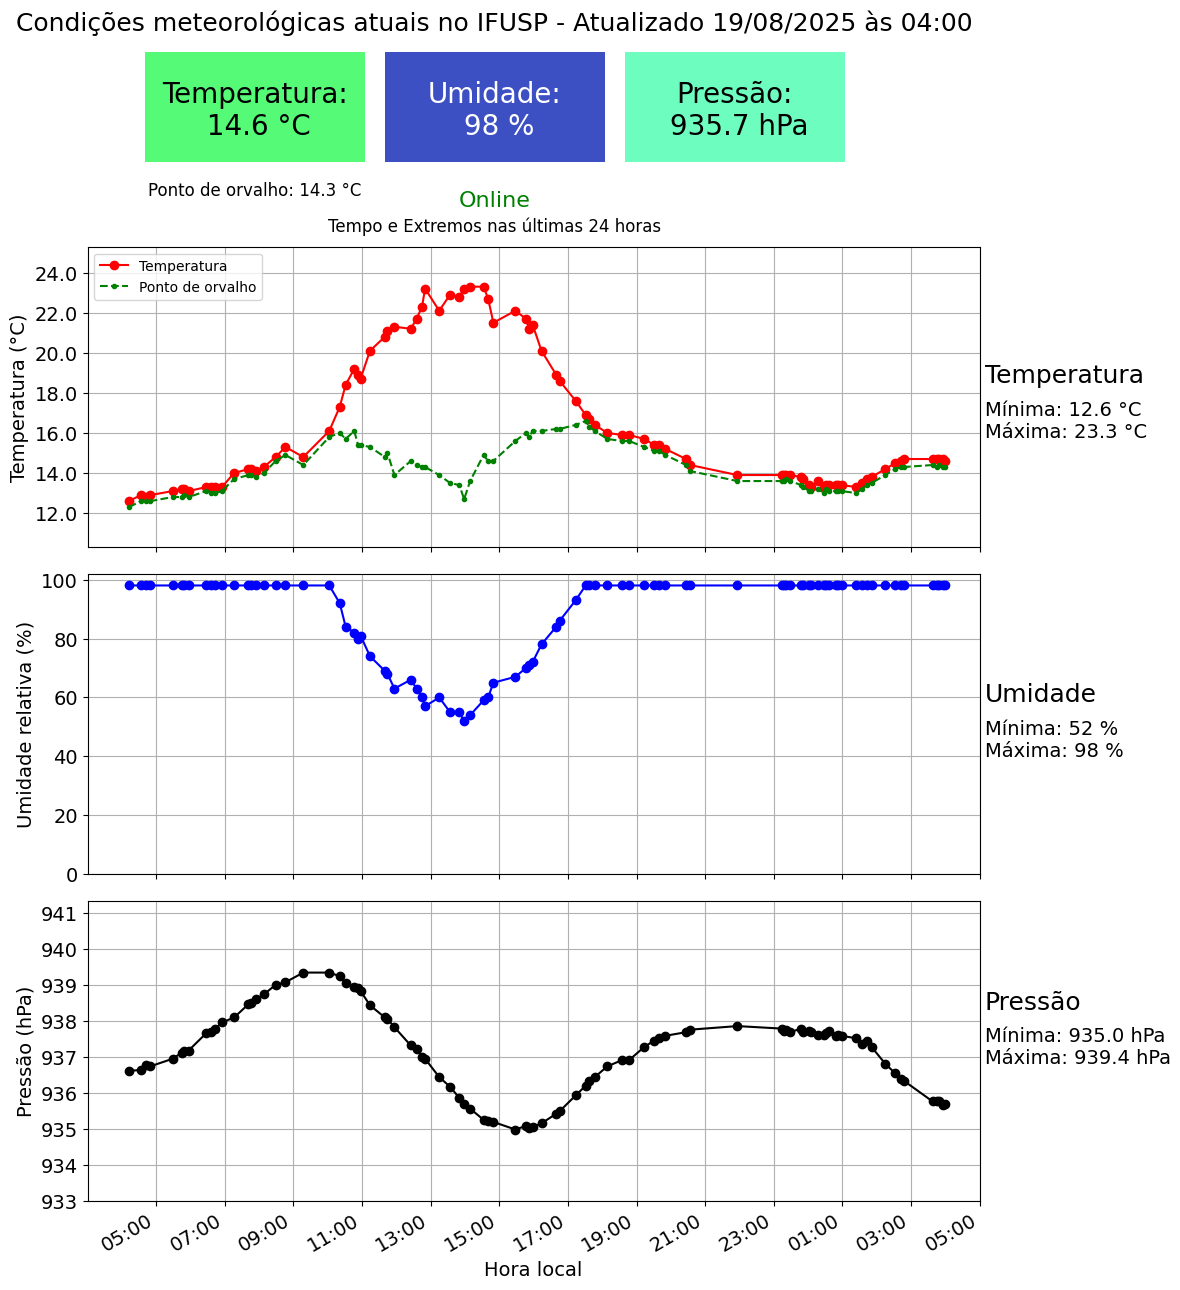 Condições meteorológicas atuais no IFUSP - Atualizado 19/08/2025 às 04:00
Temperatura:
14.6 °C
Umidade:
98 %
Pressão:
935.7 hPa
Ponto de orvalho: 14.3 °C
Online
Tempo e Extremos nas últimas 24 horas
Temperatura (°C)
24.0
22.0
20.0
18.0
16.0
14.0
12.0
Temperatura
Ponto de orvalho
Temperatura
Mínima: 12.6 °C
Máxima: 23.3 °C
Umidade relativa (%)
100
80
60
40
20
0
Umidade
Mínima: 52 %
Máxima: 98 %
Pressão (hPa)
941
940
939
938
937
936
935
934
933
Pressão
Mínima: 935.0 hPa
Máxima: 939.4 hPa
05:00
07:00
09:00
11:00
13:00
15:00
17:00
19:00
21:00
23:00
01:00
03:00
05:00
Hora local